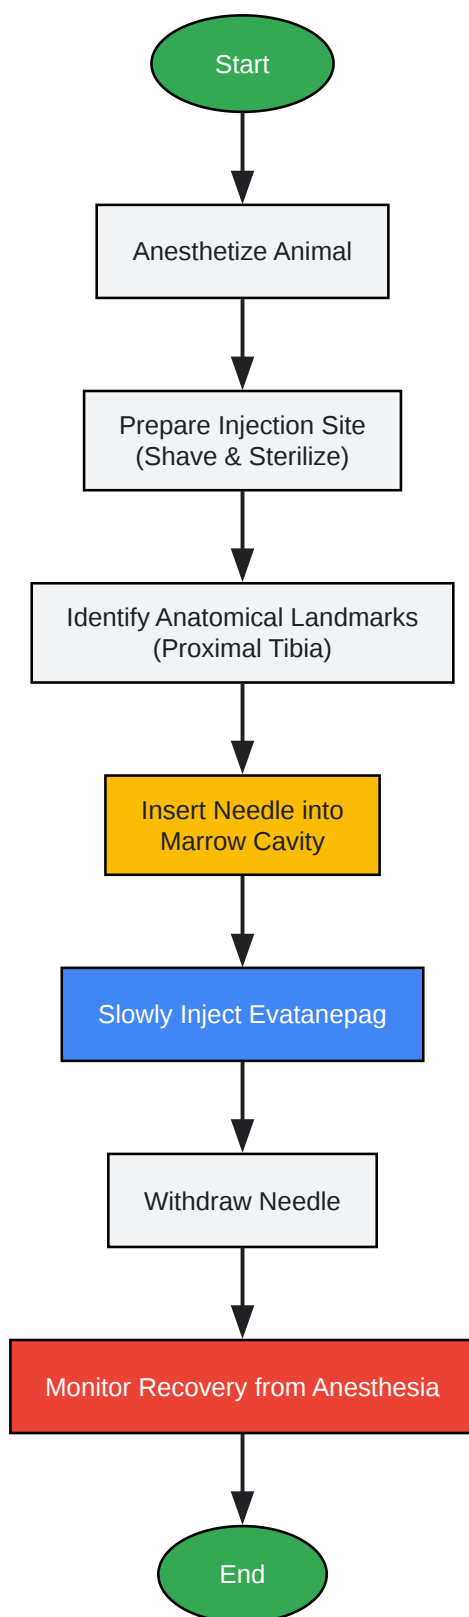 Start
Anesthetize Animal
Prepare Injection Site
(Shave & Sterilize)
Identify Anatomical Landmarks
(Proximal Tibia)
Insert Needle into
Marrow Cavity
Slowly Inject Evatanepag
Withdraw Needle
Monitor Recovery from Anesthesia
End